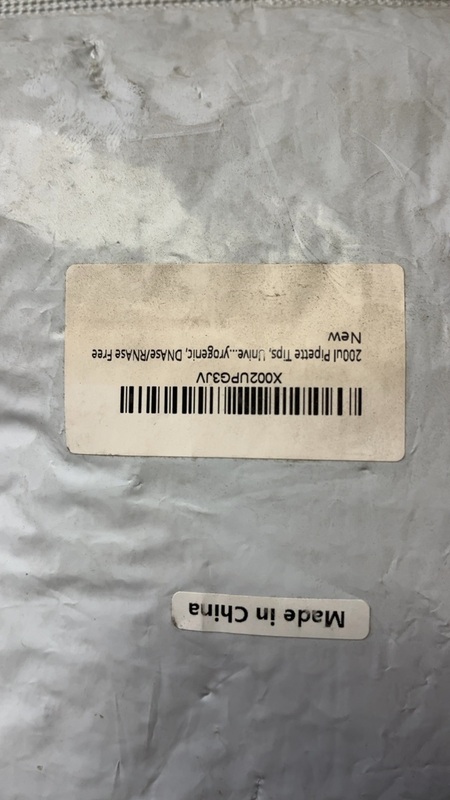 Made in China
X002UPG3JV
200ul Pipette Tips, Unive...yrogenic, DNAse/RNAse Free
New